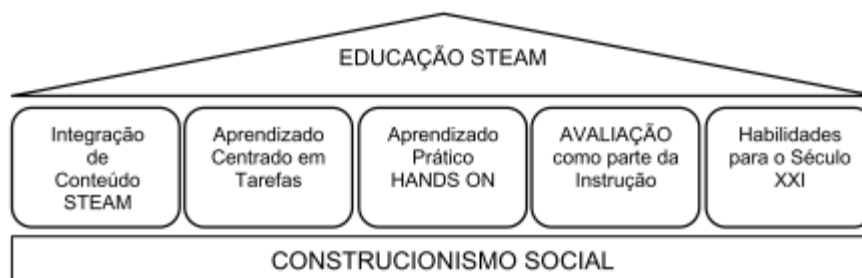 EDUCAÇÃO STEAM
Integração
de
Conteúdo
STEAM
Aprendizado
Centrado em
Tarefas
Aprendizado
Prático
HANDS ON
AVALIAÇÃO
como parte da
Instrução
Habilidades
para o Século
XXI
CONSTRUCIONISMO SOCIAL